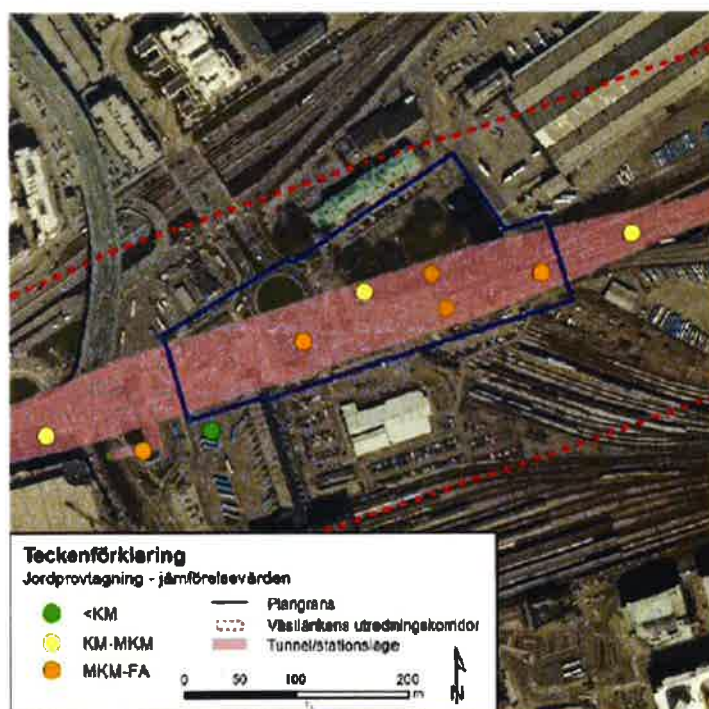 Teckenförklaring
Jordprovtagning - jämförelsevärden
<KM
KM-MKM
MKM-FA
Plangräns
Västlänkens utredningskorridor
Tunnel/stationsläge
0 50 100 200
m
N